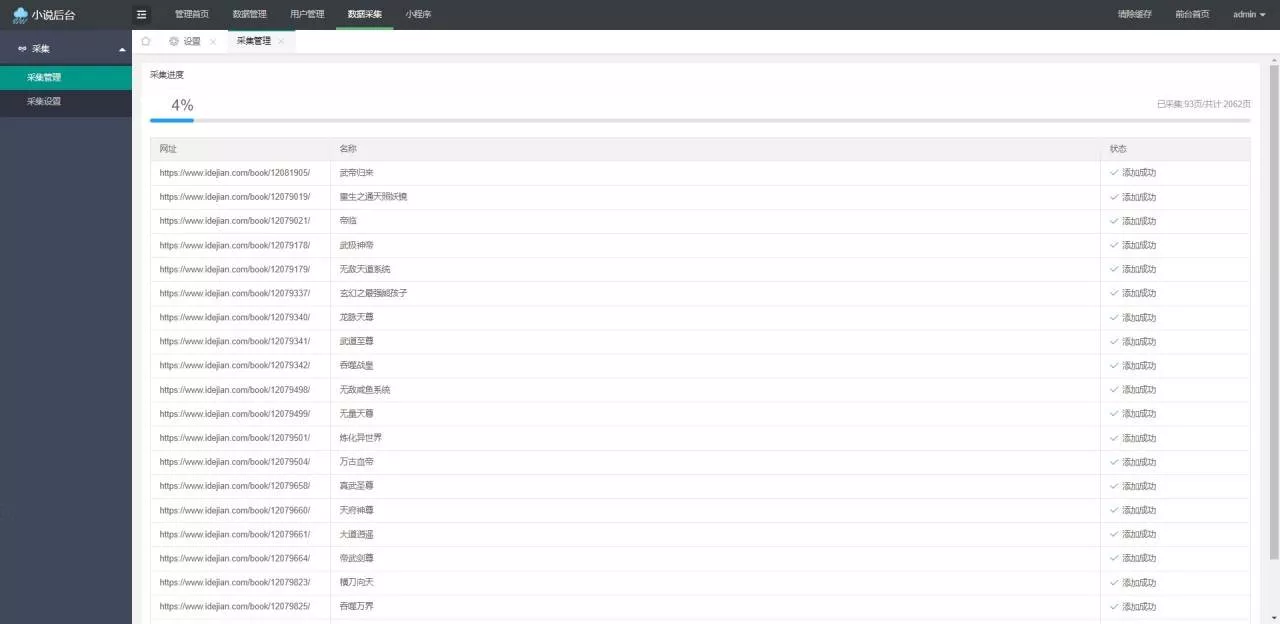 小说后台
管理首页 数据管理 用户管理 数据采集 小程序
清除缓存 前台首页 admin
采集
采集管理
采集设置
设置 采集管理
采集进度
4%
已采集 93页/共计 2062页
网址 名称 状态
https://www.idejian.com/book/12081905/ 武帝归来 添加成功
https://www.idejian.com/book/12079019/ 重生之通天照妖镜 添加成功
https://www.idejian.com/book/12079021/ 帝临 添加成功
https://www.idejian.com/book/12079178/ 武极神帝 添加成功
https://www.idejian.com/book/12079179/ 无敌天道系统 添加成功
https://www.idejian.com/book/12079337/ 玄幻之最强熊孩子 添加成功
https://www.idejian.com/book/12079340/ 龙脉天尊 添加成功
https://www.idejian.com/book/12079341/ 武道至尊 添加成功
https://www.idejian.com/book/12079342/ 吞噬战皇 添加成功
https://www.idejian.com/book/12079498/ 无敌咸鱼系统 添加成功
https://www.idejian.com/book/12079499/ 无量天尊 添加成功
https://www.idejian.com/book/12079501/ 炼化异世界 添加成功
https://www.idejian.com/book/12079504/ 万古血帝 添加成功
https://www.idejian.com/book/12079658/ 真武圣尊 添加成功
https://www.idejian.com/book/12079660/ 天府神尊 添加成功
https://www.idejian.com/book/12079661/ 大道逍遥 添加成功
https://www.idejian.com/book/12079664/ 帝武剑尊 添加成功
https://www.idejian.com/book/12079823/ 横刀向天 添加成功
https://www.idejian.com/book/12079825/ 吞噬万界 添加成功